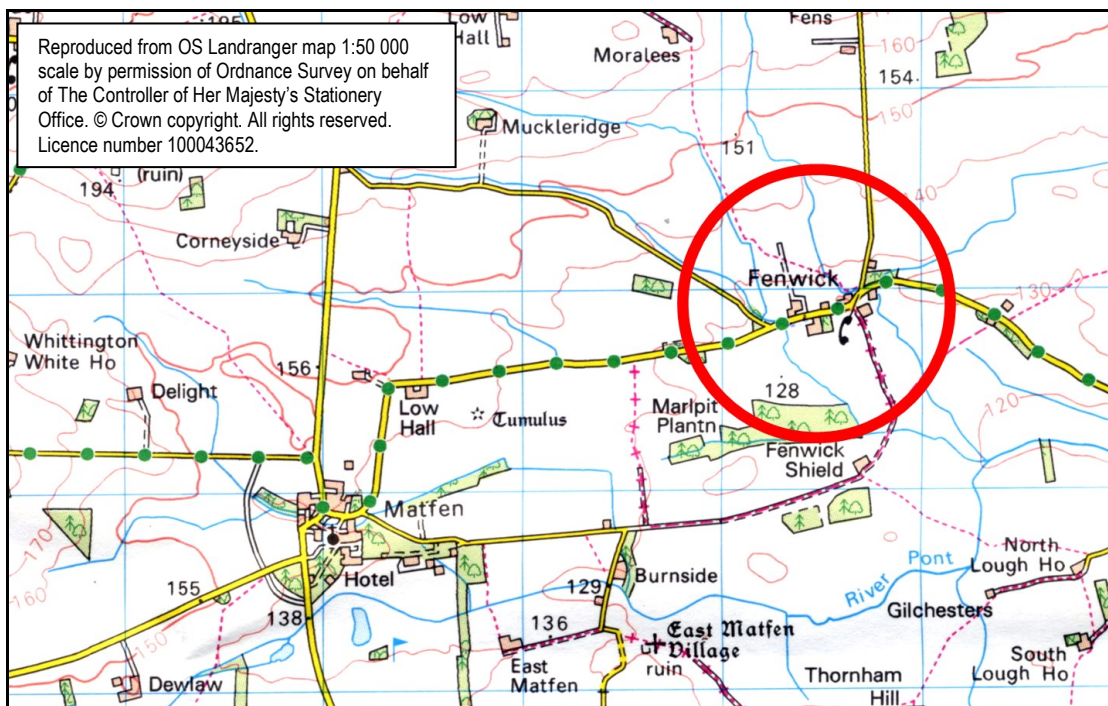 Reproduced from OS Landranger map 1:50 000
scale by permission of Ordnance Survey on behalf
of The Controller of Her Majesty's Stationery
Office. © Crown copyright. All rights reserved.
Licence number 100043652.
Low
Hall
Moralees
Fens
160
154
150
Muckleridge
151
(ruin)
194
140
Corneyside
Fenwick
130
Whittington
White Ho
156
Delight
Low
Hall
Tumulus
128
120
Marlpit
Plantn
Fenwick
Shield
Matfen
170
North
Lough Ho
Hotel
Burnside
River Pont
155
129
160
Gilchesters
138
136
East Matfen
Village
ruin
150
East
Matfen
South
Lough Ho
Dewlaw
Thornham
Hill